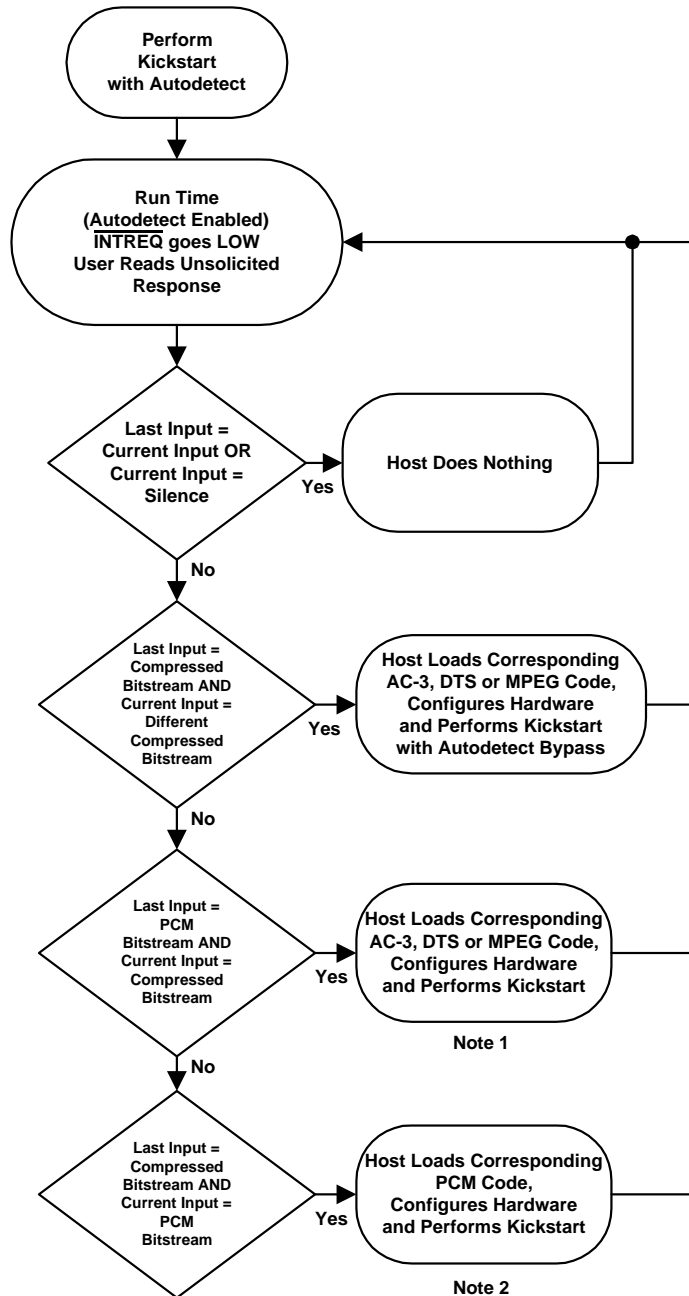 Perform
Kickstart
with Autodetect
Run Time
(Autodetect Enabled)
INTREQ goes LOW
User Reads Unsolicited
Response
Last Input =
Current Input OR
Current Input =
Silence
Yes
Host Does Nothing
No
Last Input =
Compressed
Bitstream AND
Current Input =
Different
Compressed
Bitstream
Yes
Host Loads Corresponding
AC-3, DTS or MPEG Code,
Configures Hardware
and Performs Kickstart
with Autodetect Bypass
No
Last Input =
PCM
Bitstream AND
Current Input =
Compressed
Bitstream
Yes
Host Loads Corresponding
AC-3, DTS or MPEG Code,
Configures Hardware
and Performs Kickstart
Note 1
No
Last Input =
Compressed
Bitstream AND
Current Input =
PCM
Bitstream
Yes
Host Loads Corresponding
PCM Code,
Configures Hardware
and Performs Kickstart
Note 2